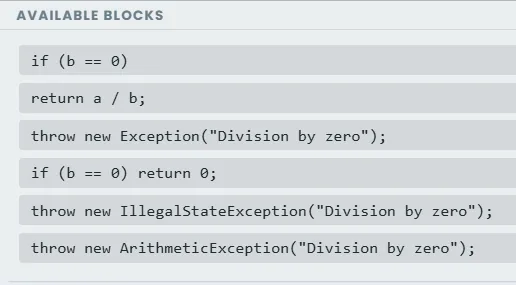 AVAILABLE BLOCKS
if (b == 0)
return a / b;
throw new Exception("Division by zero");
if (b == 0) return 0;
throw new IllegalStateException("Division by zero");
throw new ArithmeticException("Division by zero");